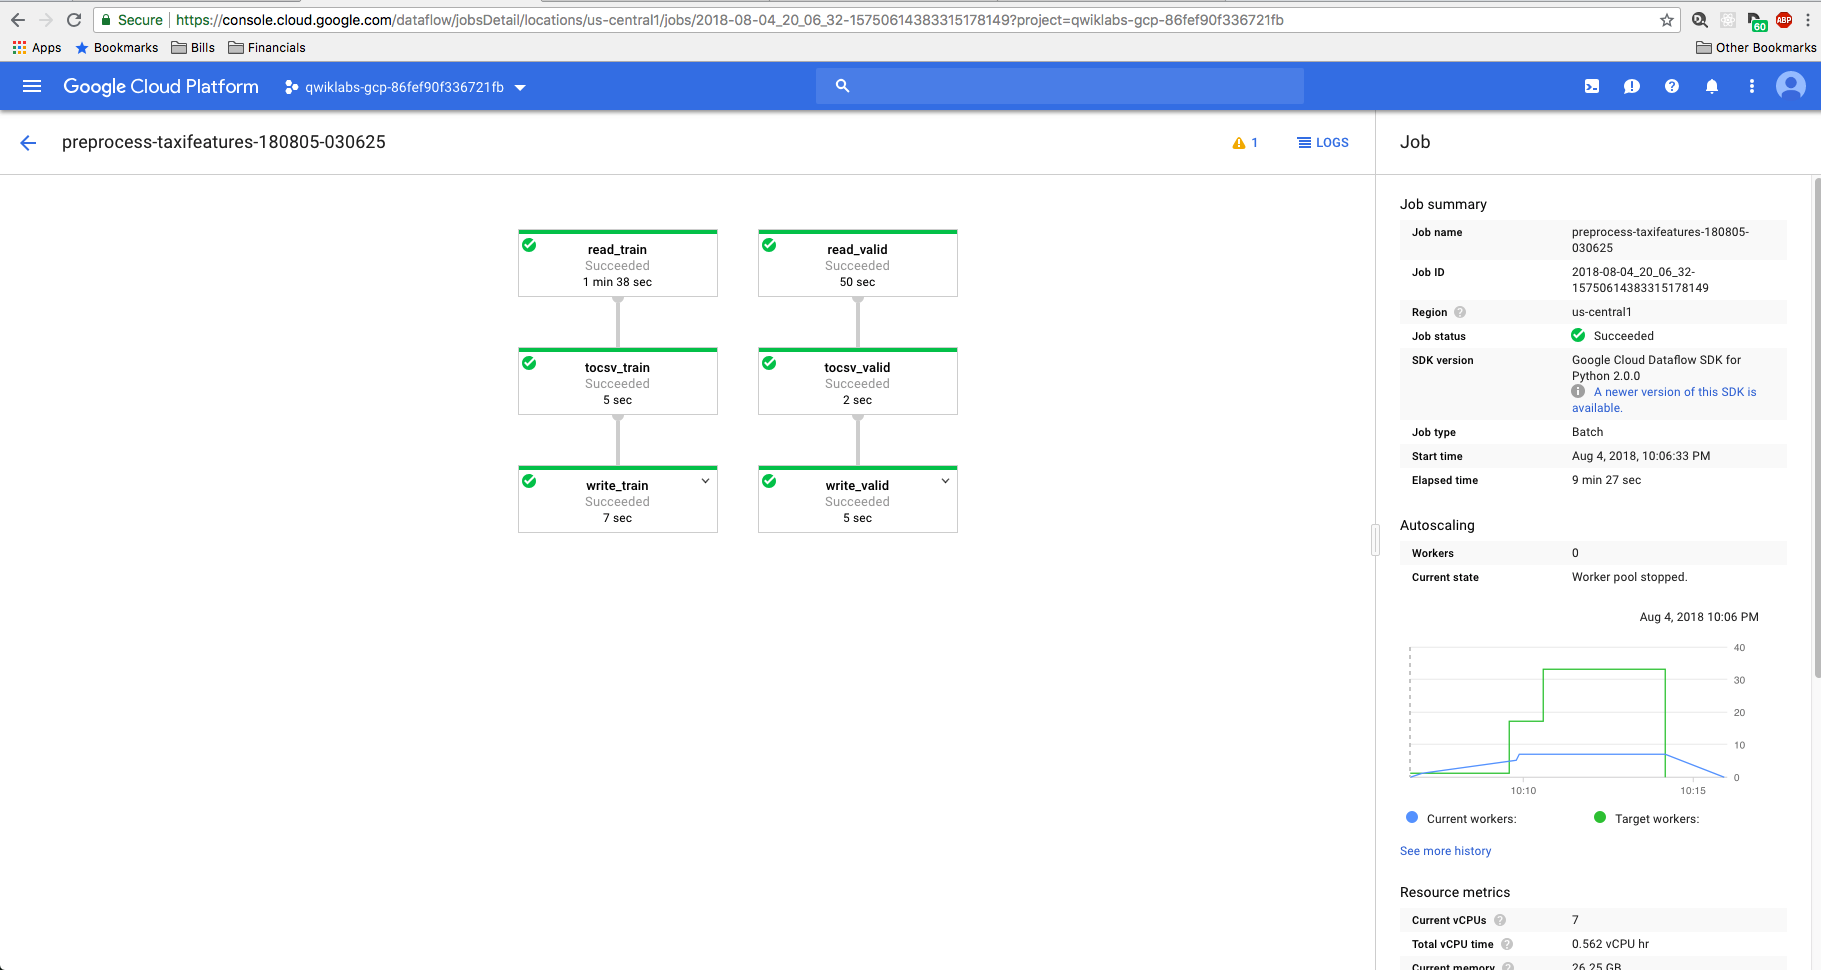 Secure https://console.cloud.google.com/dataflow/jobsDetail/locations/us-central1/jobs/2018-08-04_20_06_32-15750614383315178149?project=qwiklabs-gcp-86fef90f336721fb
60 ABP
Apps Bookmarks Bills Financials Other Bookmarks
Google Cloud Platform qwiklabs-gcp-86fef90f336721fb
preprocess-taxifeatures-180805-030625 1 LOGS
read_train
Succeeded
1 min 38 sec
read_valid
Succeeded
50 sec
tocsv_train
Succeeded
5 sec
tocsv_valid
Succeeded
2 sec
write_train
Succeeded
7 sec
write_valid
Succeeded
5 sec
Job
Job summary
Job name preprocess-taxifeatures-180805-
030625
Job ID 2018-08-04_20_06_32-
15750614383315178149
Region us-central1
Job status Succeeded
SDK version Google Cloud Dataflow SDK for
Python 2.0.0
A newer version of this SDK is
available.
Job type Batch
Start time Aug 4, 2018, 10:06:33 PM
Elapsed time 9 min 27 sec
Autoscaling
Workers 0
Current state Worker pool stopped.
Aug 4, 2018 10:06 PM
40
30
20
10
0
10:10 10:15
Current workers: Target workers:
See more history
Resource metrics
Current vCPUs 7
Total vCPU time 0.562 vCPU hr
Current memory 26.25 GB